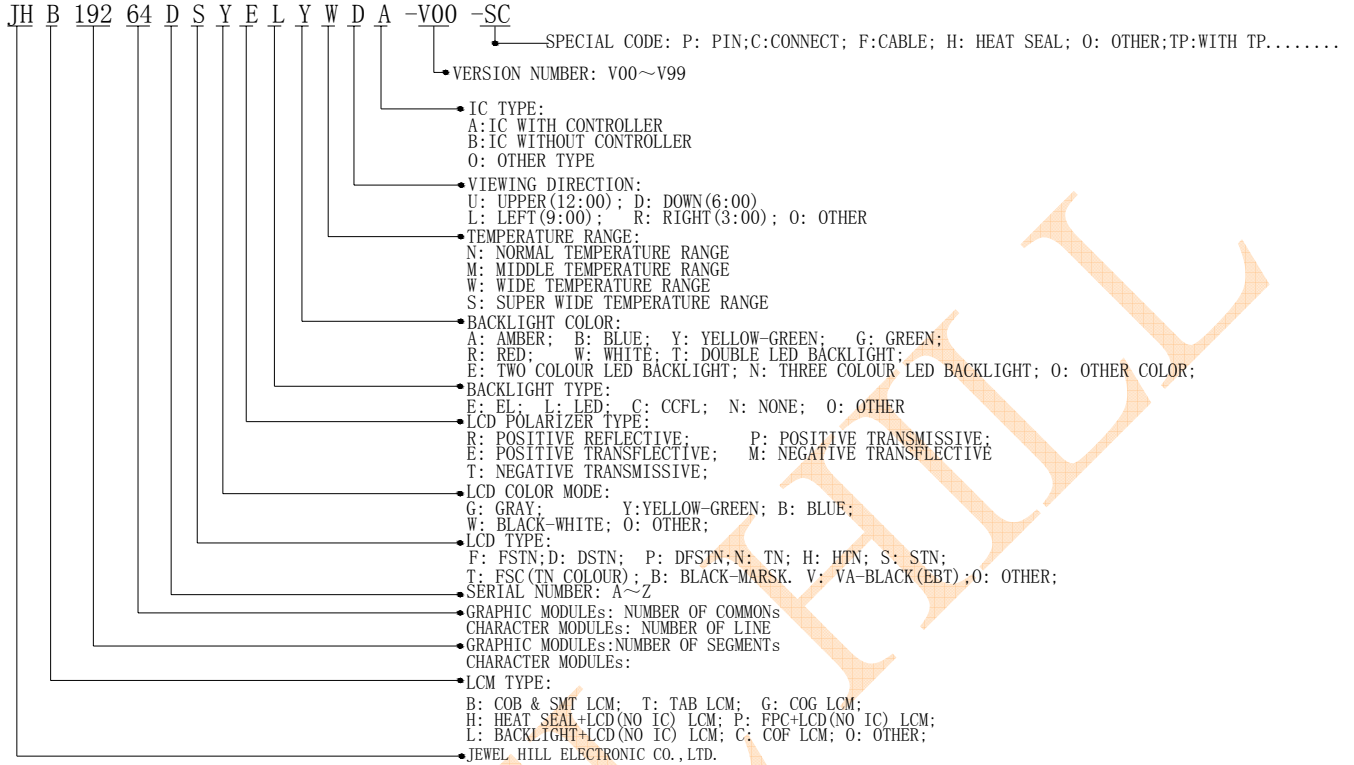 JH B 192 64 D S Y E L Y W D A -V00 -SC
SPECIAL CODE: P: PIN;C:CONNECT; F:CABLE; H: HEAT SEAL; O: OTHER;TP:WITH TP........
VERSION NUMBER: V00～V99
IC TYPE:
A:IC WITH CONTROLLER
B:IC WITHOUT CONTROLLER
O: OTHER TYPE
VIEWING DIRECTION:
U: UPPER(12:00); D: DOWN(6:00)
L: LEFT(9:00); R: RIGHT(3:00); O: OTHER
TEMPERATURE RANGE:
N: NORMAL TEMPERATURE RANGE
M: MIDDLE TEMPERATURE RANGE
W: WIDE TEMPERATURE RANGE
S: SUPER WIDE TEMPERATURE RANGE
BACKLIGHT COLOR:
A: AMBER; B: BLUE; Y: YELLOW-GREEN; G: GREEN;
R: RED; W: WHITE; T: DOUBLE LED BACKLIGHT;
E: TWO COLOUR LED BACKLIGHT; N: THREE COLOUR LED BACKLIGHT; O: OTHER COLOR;
BACKLIGHT TYPE:
E: EL; L: LED; C: CCFL; N: NONE; O: OTHER
LCD POLARIZER TYPE:
R: POSITIVE REFLECTIVE; P: POSITIVE TRANSMISSIVE;
E: POSITIVE TRANSFLECTIVE; M: NEGATIVE TRANSFLECTIVE
T: NEGATIVE TRANSMISSIVE;
LCD COLOR MODE:
G: GRAY; Y:YELLOW-GREEN; B: BLUE;
W: BLACK-WHITE; O: OTHER;
LCD TYPE:
F: FSTN;D: DSTN; P: DFSTN;N: TN; H: HTN; S: STN;
T: FSC(TN COLOUR); B: BLACK-MARSK. V: VA-BLACK(EBT);O: OTHER;
SERIAL NUMBER: A～Z
GRAPHIC MODULEs: NUMBER OF COMMONs
CHARACTER MODULEs: NUMBER OF LINE
GRAPHIC MODULEs:NUMBER OF SEGMENTs
CHARACTER MODULEs:
LCM TYPE:
B: COB & SMT LCM; T: TAB LCM; G: COG LCM;
H: HEAT SEAL+LCD(NO IC) LCM; P: FPC+LCD(NO IC) LCM;
L: BACKLIGHT+LCD(NO IC) LCM; C: COF LCM; O: OTHER;
JEWEL HILL ELECTRONIC CO.,LTD.
HILL